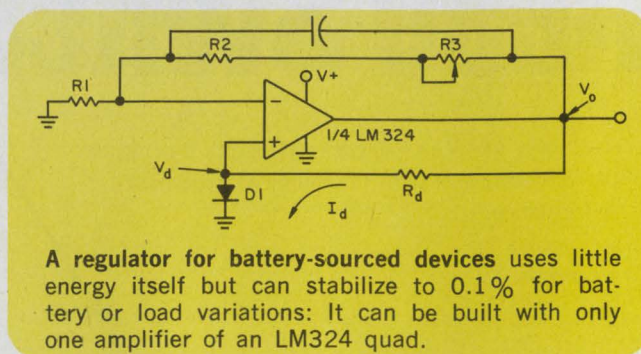 R2
R3
R1
V+
Vo
−
+
1/4 LM 324
Vd
D1
Id
Rd
A regulator for battery-sourced devices uses little
energy itself but can stabilize to 0.1% for bat-
tery or load variations: It can be built with only
one amplifier of an LM324 quad.